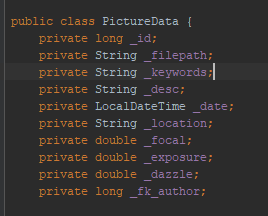 public class PictureData {
private long _id;
private String _filepath;
private String _keywords;
private String _desc;
private LocalDateTime _date;
private String _location;
private double _focal;
private double _exposure;
private double _dazzle;
private long _fk_author;